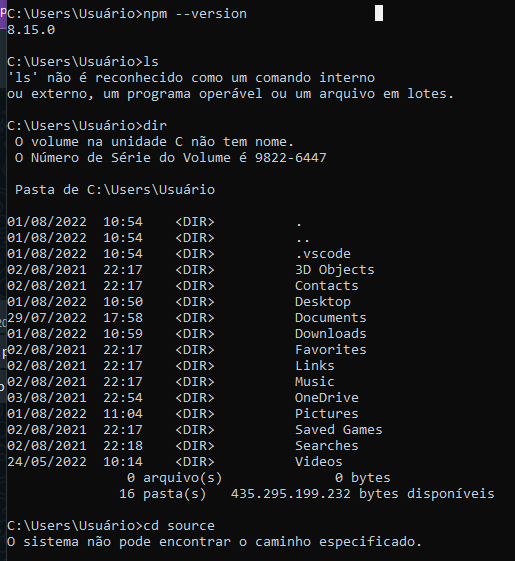 C:\Users\Usuário>npm --version
8.15.0

C:\Users\Usuário>ls
'ls' não é reconhecido como um comando interno
ou externo, um programa operável ou um arquivo em lotes.

C:\Users\Usuário>dir
 O volume na unidade C não tem nome.
 O Número de Série do Volume é 9822-6447

 Pasta de C:\Users\Usuário

01/08/2022  10:54    <DIR>          .
01/08/2022  10:54    <DIR>          ..
01/08/2022  10:54    <DIR>          .vscode
02/08/2021  22:17    <DIR>          3D Objects
02/08/2021  22:17    <DIR>          Contacts
01/08/2022  10:50    <DIR>          Desktop
29/07/2022  17:58    <DIR>          Documents
01/08/2022  10:59    <DIR>          Downloads
02/08/2021  22:17    <DIR>          Favorites
02/08/2021  22:17    <DIR>          Links
02/08/2021  22:17    <DIR>          Music
03/08/2021  22:54    <DIR>          OneDrive
01/08/2022  11:04    <DIR>          Pictures
02/08/2021  22:17    <DIR>          Saved Games
02/08/2021  22:18    <DIR>          Searches
24/05/2022  10:14    <DIR>          Videos
               0 arquivo(s)              0 bytes
              16 pasta(s)   435.295.199.232 bytes disponíveis

C:\Users\Usuário>cd source
O sistema não pode encontrar o caminho especificado.